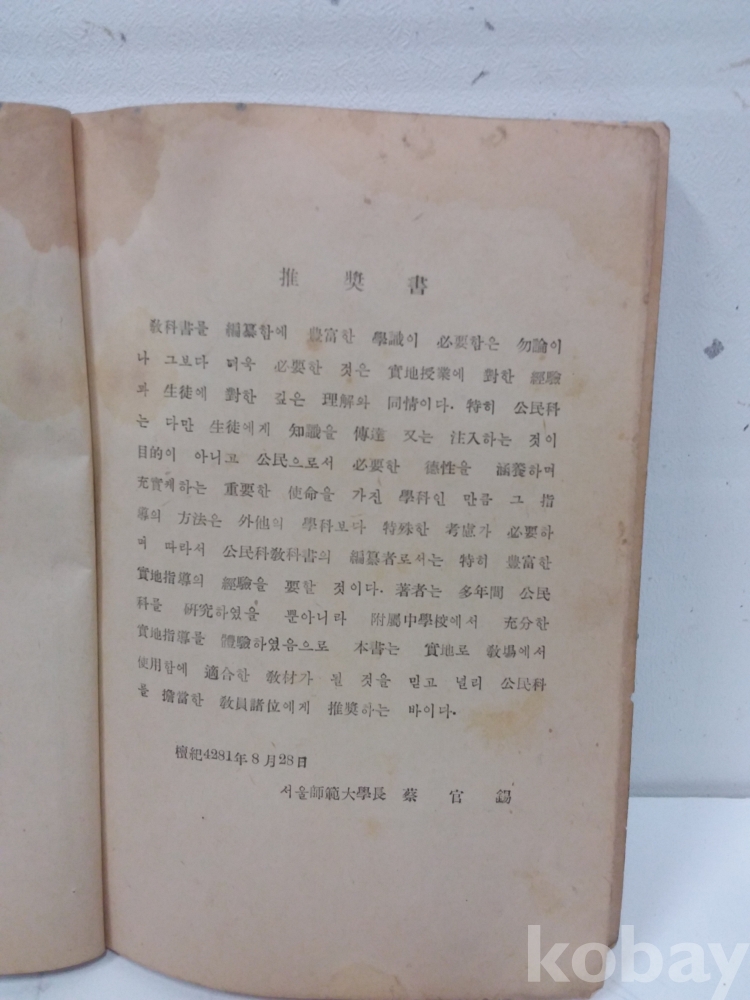 推奬書
敎科書를 編纂함에 豊富한 學識이 必要함은 勿論이
나 그보다 더욱 必要한 것은 實地授業에 對한 經驗
과 生徒에 對한 깊은 理解와 同情이다. 特히 公民科
는 다만 生徒에게 知識을 傳達 又는 注入하는 것이
目的이 아니고 公民으로서 必要한 德性을 涵養하며
充實케하는 重要한 使命을 가진 學科인 만큼 그 指
導의 方法은 外他의 學科보다 特殊한 考慮가 必要하
며 따라서 公民科敎科書의 編纂者로서는 特히 豊富한
實地指導의 經驗을 要할 것이다. 著者는 多年間 公民
科를 硏究하였을 뿐아니라 附屬中學校에서 充分한
實地指導를 體驗하였음으로 本書는 實地로 敎場에서
使用함에 適合한 敎材가 될 것을 믿고 널리 公民科
를 擔當한 敎員諸位에게 推奬하는 바이다.
檀紀4281年 8月28日
서울師範大學長 蔡官錫
kobay